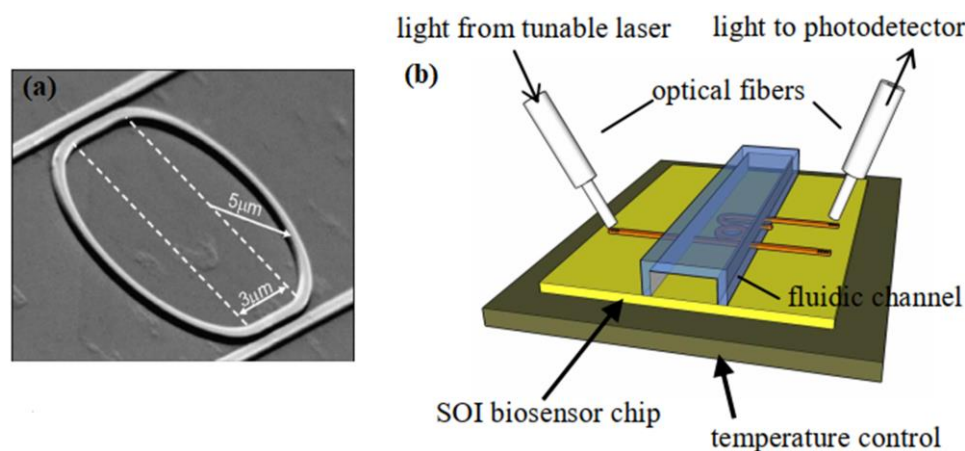 light from tunable laser
light to photodetector
(a)
(b)
optical fibers
5μm
3μm
fluidic channel
SOI biosensor chip
temperature control